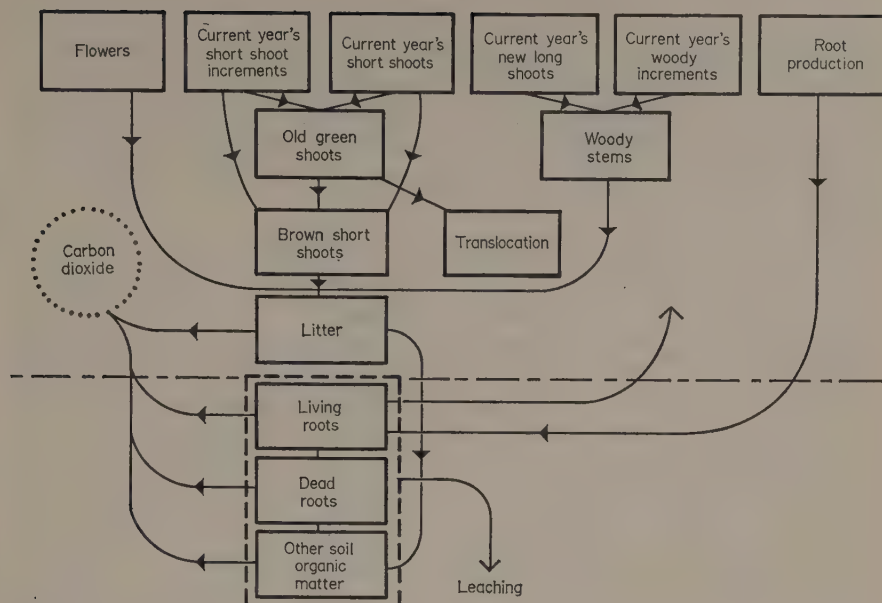 Flowers
Current year's
short shoot
increments
Current year's
short shoots
Current year's
new long
shoots
Current year's
woody
increments
Root
production
Old green
shoots
Woody
stems
Brown short
shoots
Translocation
Carbon
dioxide
Litter
Living
roots
Dead
roots
Other soil
organic
matter
Leaching